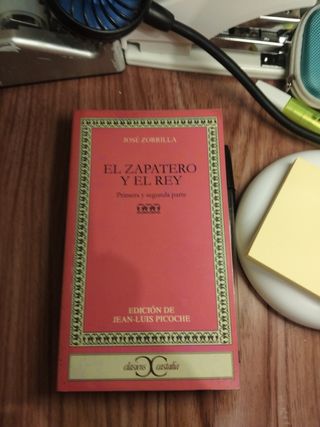 JOSÉ ZORRILLA
EL ZAPATERO
Y EL REY
Primera y segunda parte
EDICIÓN DE
JEAN-LUIS PICOCHE
clásicos castalia